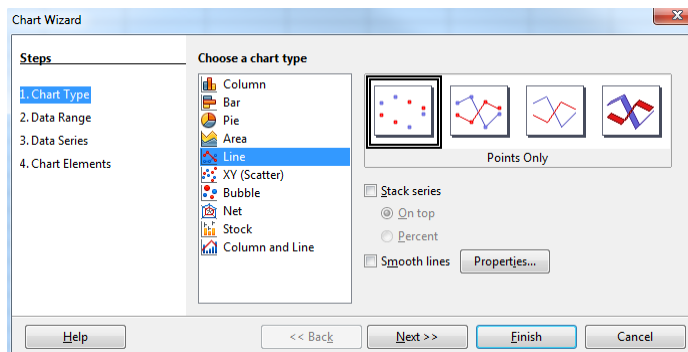 Chart Wizard
X
Steps
1. Chart Type
2. Data Range
3. Data Series
4. Chart Elements
Choose a chart type
Column
Bar
Pie
Area
Line
XY (Scatter)
Bubble
Net
Stock
Column and Line
Points Only
Stack series
On top
Percent
Smooth lines
Properties...
Help
<< Back
Next >>
Finish
Cancel